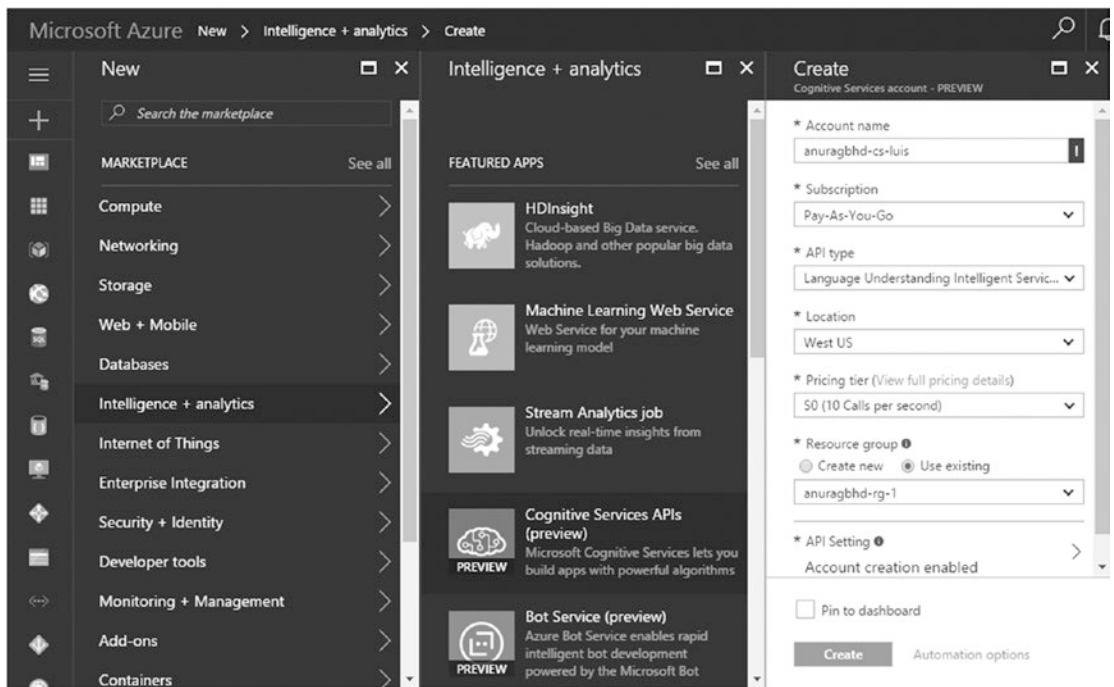 Microsoft Azure New > Intelligence + analytics > Create
New
Search the marketplace
MARKETPLACE See all
Compute
Networking
Storage
Web + Mobile
Databases
Intelligence + analytics
Internet of Things
Enterprise Integration
Security + Identity
Developer tools
Monitoring + Management
Add-ons
Containers
Intelligence + analytics
FEATURED APPS See all
HDInsight
Cloud-based Big Data service.
Hadoop and other popular big data
solutions.
Machine Learning Web Service
Web Service for your machine
learning model
Stream Analytics job
Unlock real-time insights from
streaming data
Cognitive Services APIs
(preview)
Microsoft Cognitive Services lets you
build apps with powerful algorithms
PREVIEW
Bot Service (preview)
Azure Bot Service enables rapid
intelligent bot development
powered by the Microsoft Bot
PREVIEW
Create
Cognitive Services account - PREVIEW
* Account name
anuragbhd-cs-luis
* Subscription
Pay-As-You-Go
* API type
Language Understanding Intelligent Servic...
* Location
West US
* Pricing tier (View full pricing details)
S0 (10 Calls per second)
* Resource group
Create new Use existing
anuragbhd-rg-1
* API Setting
Account creation enabled
Pin to dashboard
Create Automation options